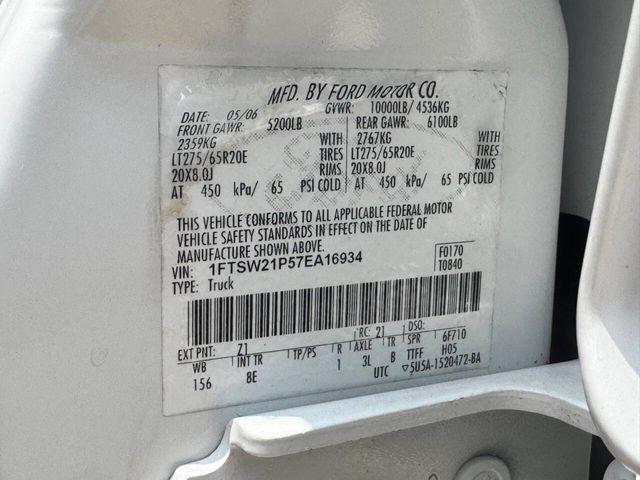 MFD. BY FORD MOTOR CO.
DATE: 05/06 GVWR: 10000LB/ 4536KG
FRONT GAWR: 5200LB REAR GAWR: 6100LB
2359KG WITH 2767KG WITH
LT275/65R20E TIRES LT275/65R20E TIRES
20X8.0J RIMS 20X8.0J RIMS
AT 450 kPa/ 65 PSI COLD AT 450 kPa/ 65 PSI COLD
THIS VEHICLE CONFORMS TO ALL APPLICABLE FEDERAL MOTOR
VEHICLE SAFETY STANDARDS IN EFFECT ON THE DATE OF
MANUFACTURE SHOWN ABOVE.
VIN: 1FTSW21P57EA16934 F0170
TYPE: Truck T0840
EXT PNT: Z1 RC: 21 DSO:
WB INT TR TP/PS R AXLE TR SPR 6F710
156 8E 1 3L B TTFF H05
UTC ▽5U5A-1520472-BA